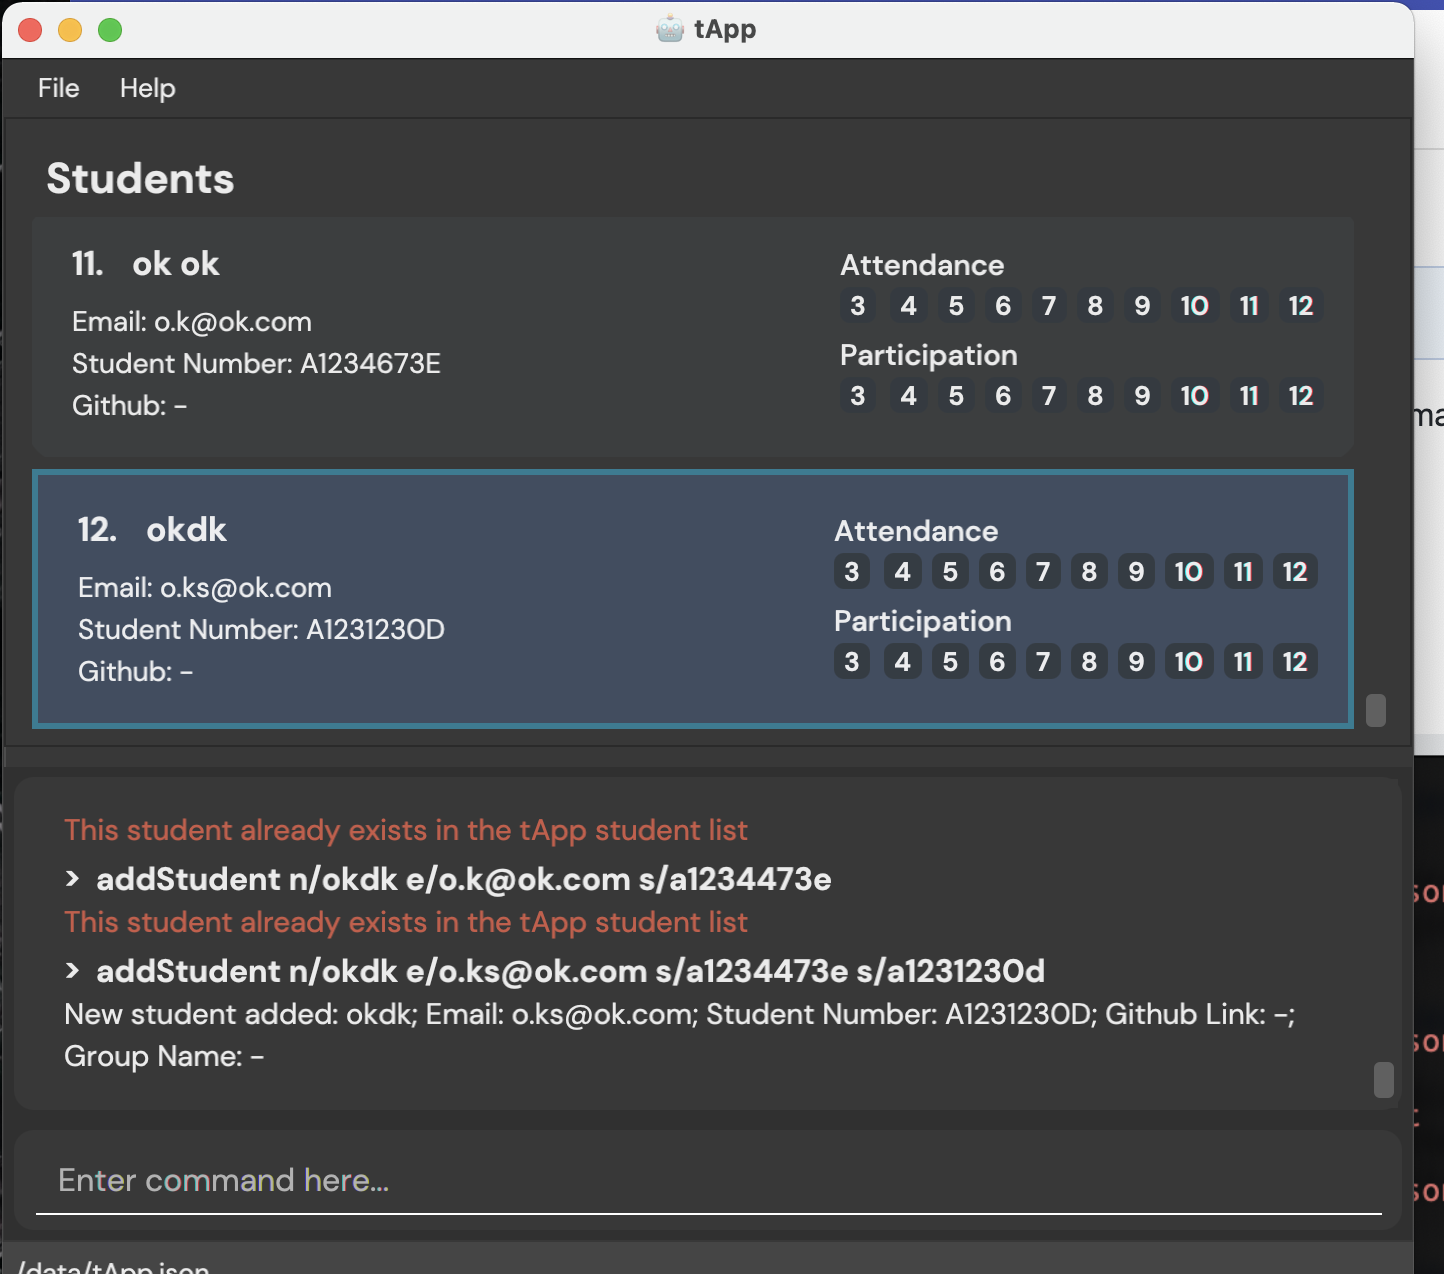 tApp
File Help
Students
11. ok ok
Email: o.k@ok.com
Student Number: A1234673E
Github: –
Attendance
3 4 5 6 7 8 9 10 11 12
Participation
3 4 5 6 7 8 9 10 11 12
12. okdk
Email: o.ks@ok.com
Student Number: A1231230D
Github: –
Attendance
3 4 5 6 7 8 9 10 11 12
Participation
3 4 5 6 7 8 9 10 11 12
This student already exists in the tApp student list
> addStudent n/okdk e/o.k@ok.com s/a1234473e
This student already exists in the tApp student list
> addStudent n/okdk e/o.ks@ok.com s/a1234473e s/a1231230d
New student added: okdk; Email: o.ks@ok.com; Student Number: A1231230D; Github Link: –;
Group Name: –
Enter command here...
/data/tApp.json